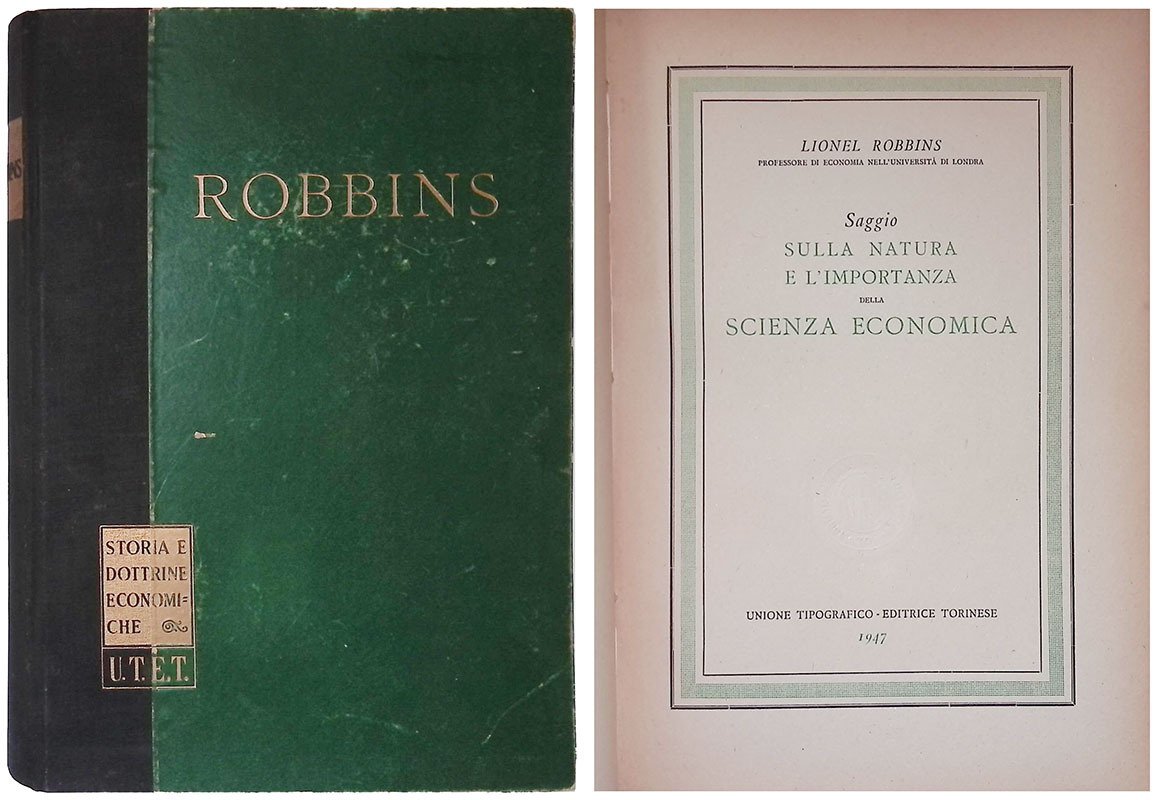 ROBBINS
STORIA E
DOTTRINE
ECONOMI=
CHE
U.T.E.T.
LIONEL ROBBINS
PROFESSORE DI ECONOMIA NELL'UNIVERSITÀ DI LONDRA
Saggio
SULLA NATURA
E L'IMPORTANZA
DELLA
SCIENZA ECONOMICA
UNIONE TIPOGRAFICO-EDITRICE TORINESE
1947